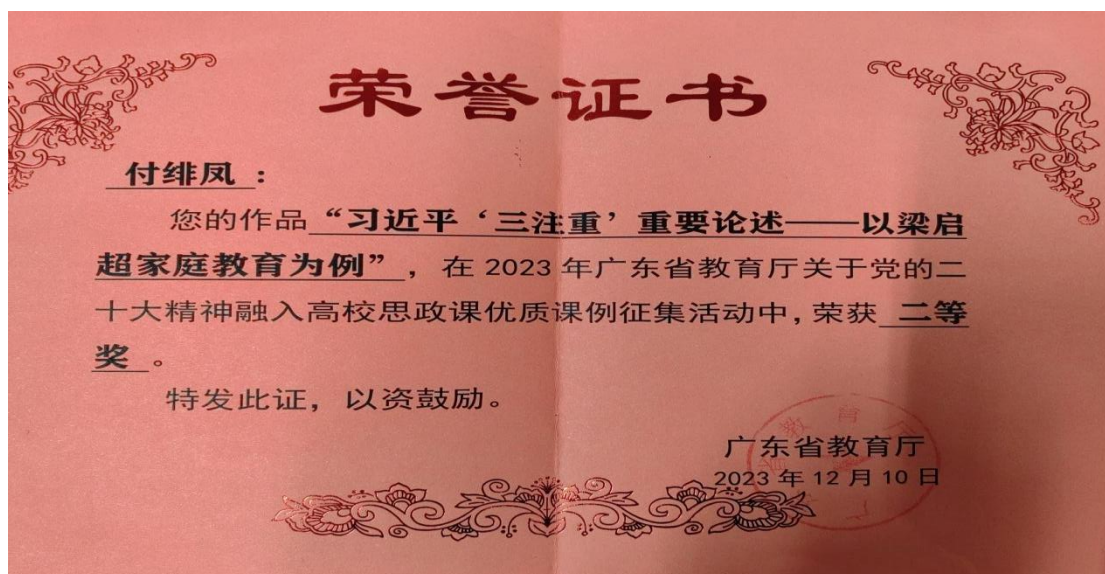 荣誉证书
付绯凤：
您的作品“习近平‘三注重’重要论述——以梁启
超家庭教育为例”，在 2023 年广东省教育厅关于党的二
十大精神融入高校思政课优质课例征集活动中，荣获 二等
奖 。
特发此证，以资鼓励。
广东省教育厅
2023 年 12 月 10 日